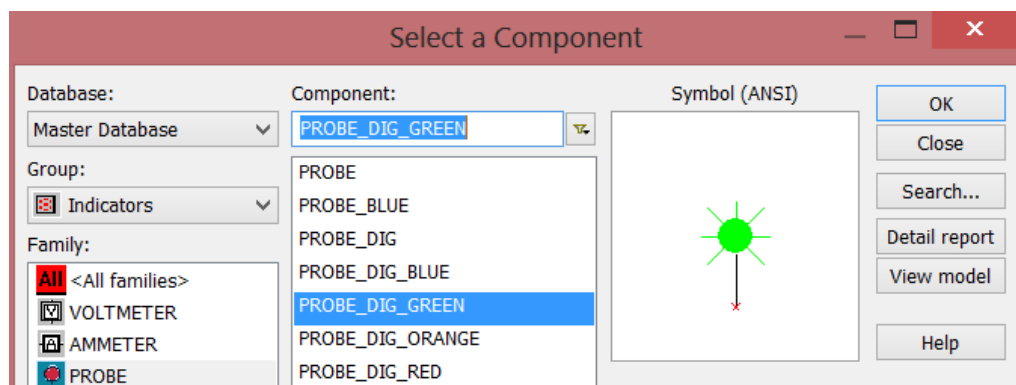 Select a Component
Database:
Master Database
Group:
Indicators
Family:
All <All families>
V VOLTMETER
A AMMETER
PROBE
Component:
PROBE_DIG_GREEN
PROBE
PROBE_BLUE
PROBE_DIG
PROBE_DIG_BLUE
PROBE_DIG_GREEN
PROBE_DIG_ORANGE
PROBE_DIG_RED
Symbol (ANSI)
OK
Close
Search...
Detail report
View model
Help